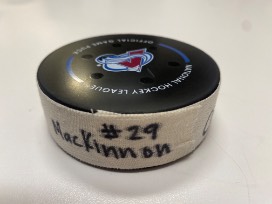 OFFICIAL GAME PUCK
NATIONAL HOCKEY LEAGUE
#29
MacKinnon